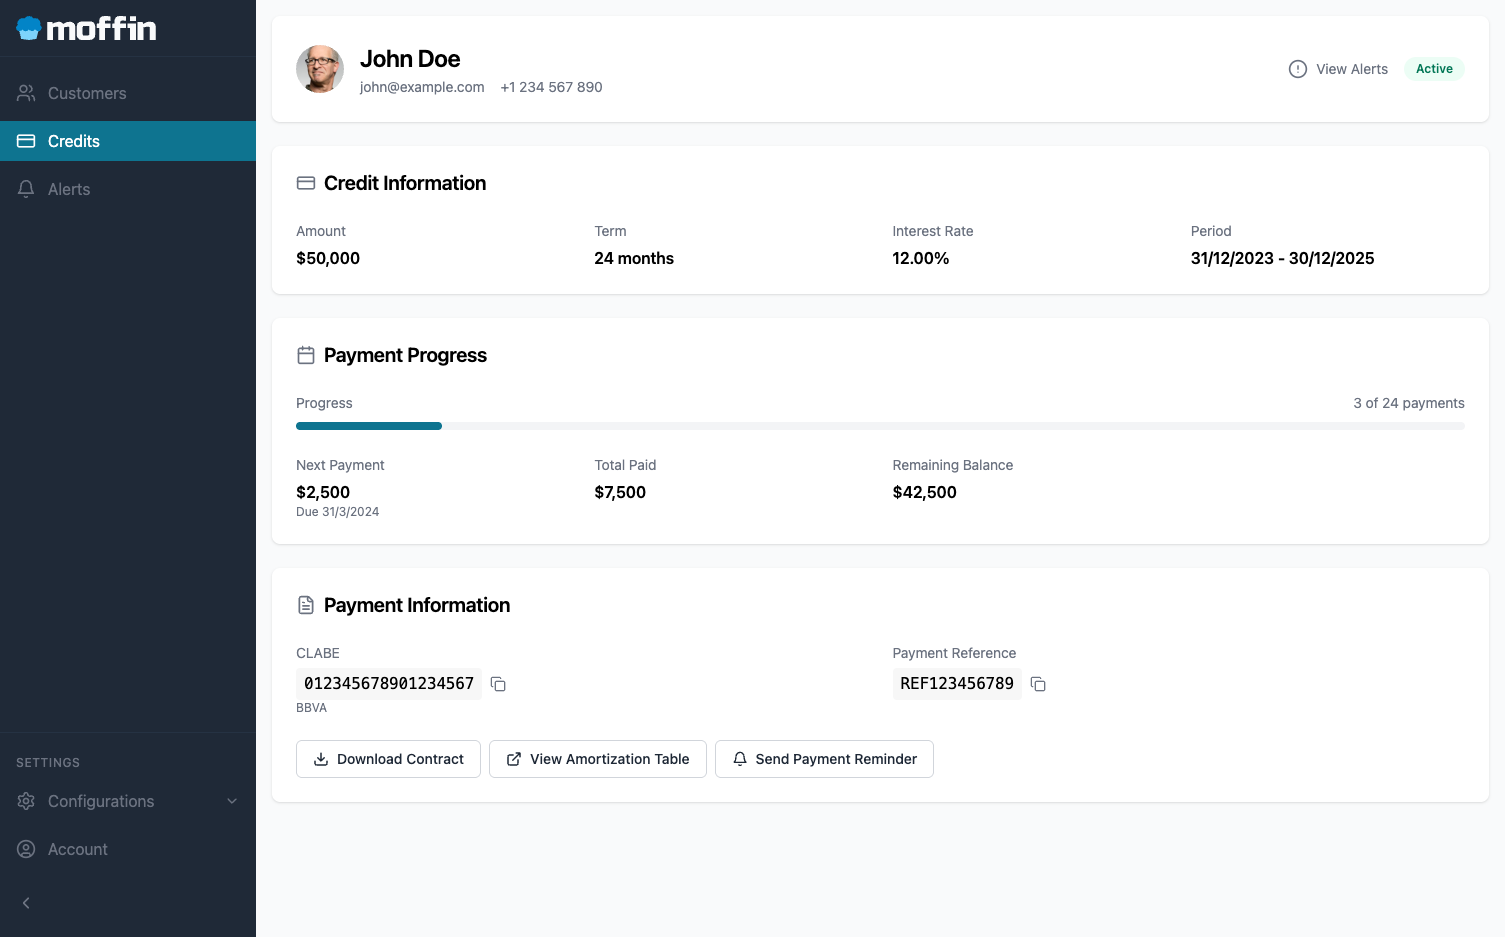 moffin
Customers
Credits
Alerts
SETTINGS
Configurations
Account
John Doe
john@example.com +1 234 567 890
View Alerts Active
Credit Information
Amount Term Interest Rate Period
$50,000 24 months 12.00% 31/12/2023 - 30/12/2025
Payment Progress
Progress 3 of 24 payments
Next Payment Total Paid Remaining Balance
$2,500 $7,500 $42,500
Due 31/3/2024
Payment Information
CLABE Payment Reference
012345678901234567 REF123456789
BBVA
Download Contract View Amortization Table Send Payment Reminder